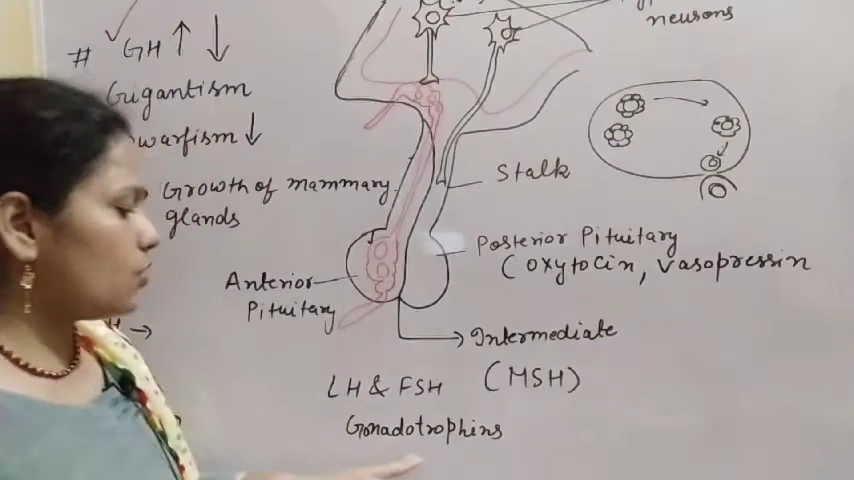 neurons
# GH ↑ ↓
Gugantism
warfism ↓
Growth of mammary
glands
Stalk
Posterior Pituitary
(oxytocin, vasopressin
Anterior
Pituitary
→
Intermediate
LH & FSH (MSH)
Gonadotrophins